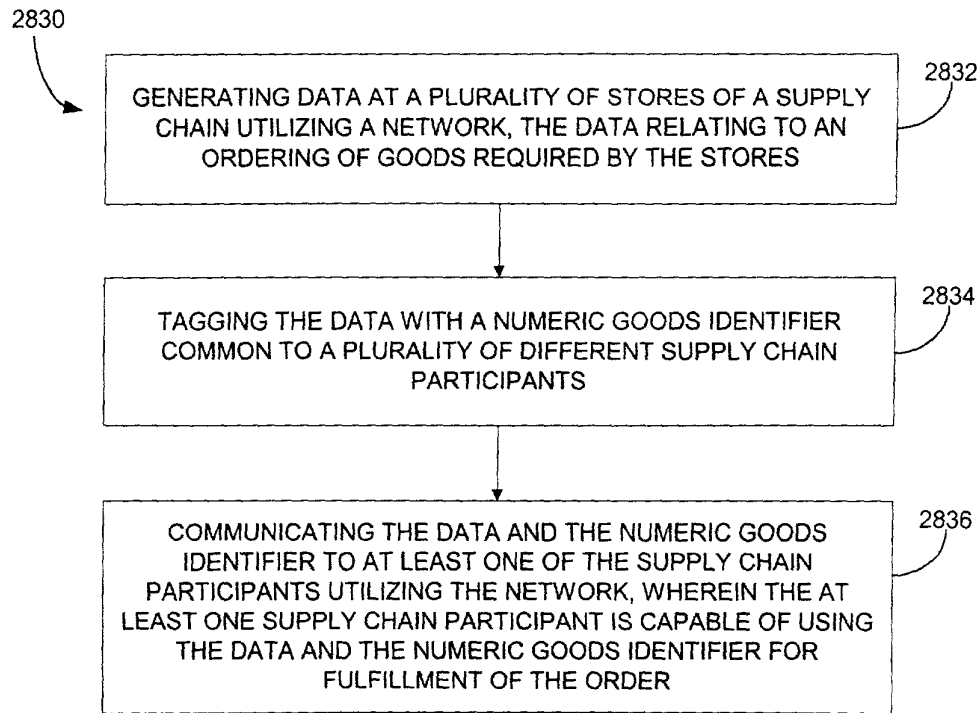 2830
2832
GENERATING DATA AT A PLURALITY OF STORES OF A SUPPLY
CHAIN UTILIZING A NETWORK, THE DATA RELATING TO AN
ORDERING OF GOODS REQUIRED BY THE STORES
2834
TAGGING THE DATA WITH A NUMERIC GOODS IDENTIFIER
COMMON TO A PLURALITY OF DIFFERENT SUPPLY CHAIN
PARTICIPANTS
2836
COMMUNICATING THE DATA AND THE NUMERIC GOODS
IDENTIFIER TO AT LEAST ONE OF THE SUPPLY CHAIN
PARTICIPANTS UTILIZING THE NETWORK, WHEREIN THE AT
LEAST ONE SUPPLY CHAIN PARTICIPANT IS CAPABLE OF USING
THE DATA AND THE NUMERIC GOODS IDENTIFIER FOR
FULFILLMENT OF THE ORDER